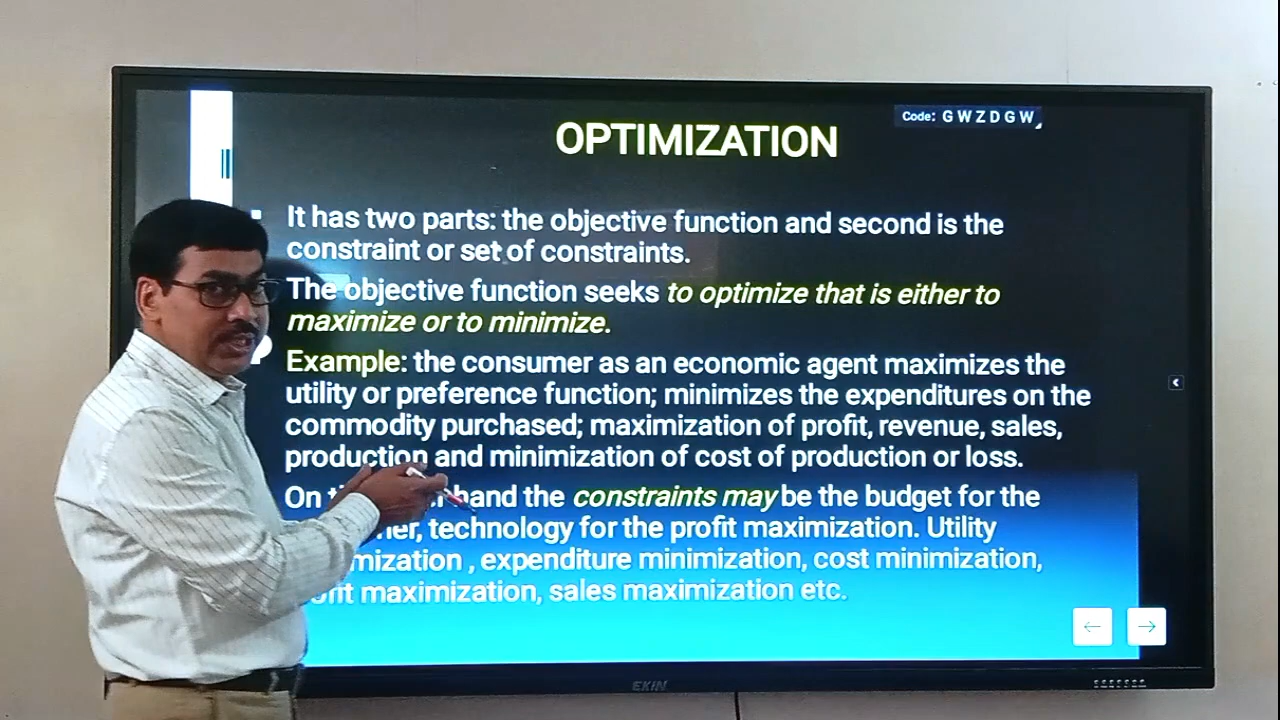 Code: GWZDGW
OPTIMIZATION
It has two parts: the objective function and second is the
constraint or set of constraints.
The objective function seeks to optimize that is either to
maximize or to minimize.
Example: the consumer as an economic agent maximizes the
utility or preference function; minimizes the expenditures on the
commodity purchased; maximization of profit, revenue, sales,
production and minimization of cost of production or loss.
On hand the constraints may be the budget for the
technology for the profit maximization. Utility
, expenditure minimization, cost minimization,
maximization, sales maximization etc.
EKIN